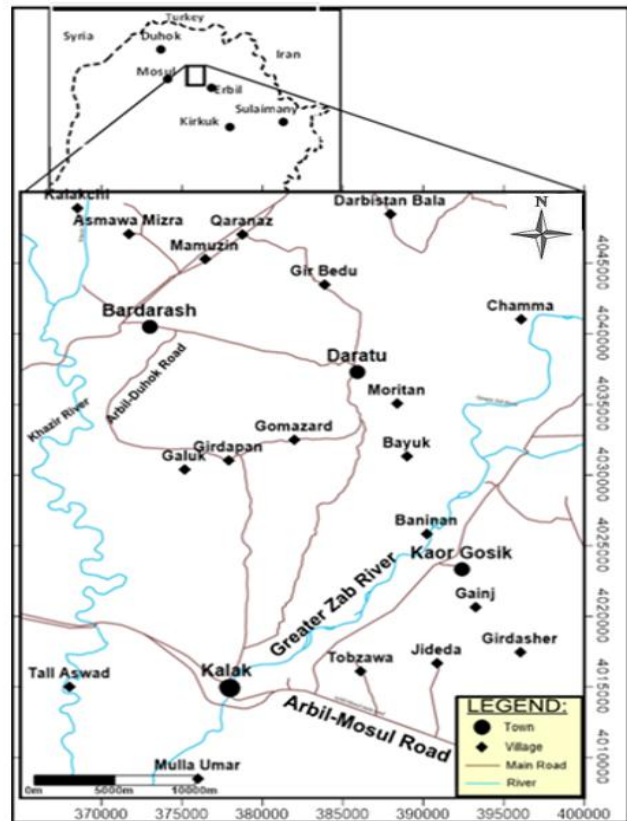 Turkey
Syria
Duhok
Iran
Mosul
Erbil
Sulaimany
Kirkuk
Kalakchi
Darbistan Bala
Asmawa Mizra
Qaranaz
N
Mamuzin
Gir Bedu
4045000
Chamma
Bardarash
4040000
Daratu
Arbil-Duhok Road
Moritan
4035000
Khazir River
Gomazard
Girdapan
Bayuk
Galuk
4030000
Baninan
4025000
Kaor Gosik
Greater Zab River
Gainj
4020000
Girdasher
Jideda
Tobzawa
Kalak
Tall Aswad
4015000
Arbil-Mosul Road
LEGEND:
Town
Village
Main Road
River
4010000
Mulla Umar
0m 5000m 10000m
370000 375000 380000 385000 390000 395000 400000